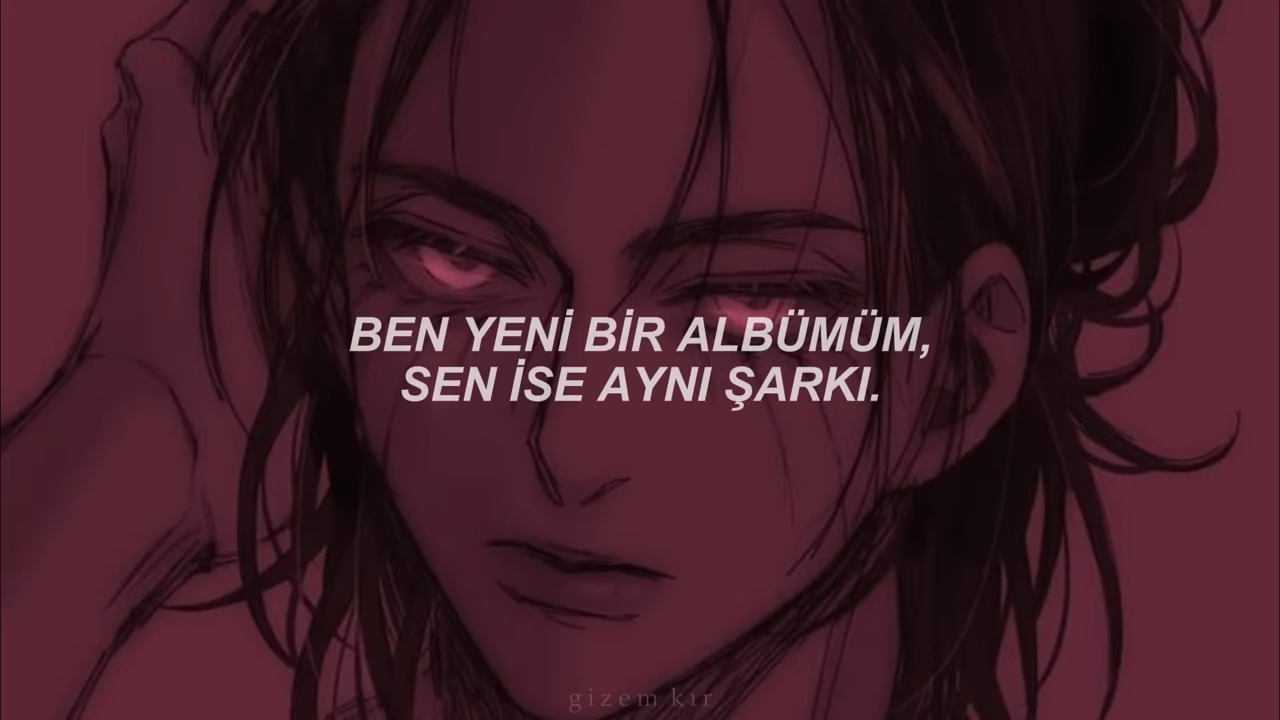 BEN YENİ BİR ALBÜMÜM,
SEN İSE AYNI ŞARKI.
gizem kır